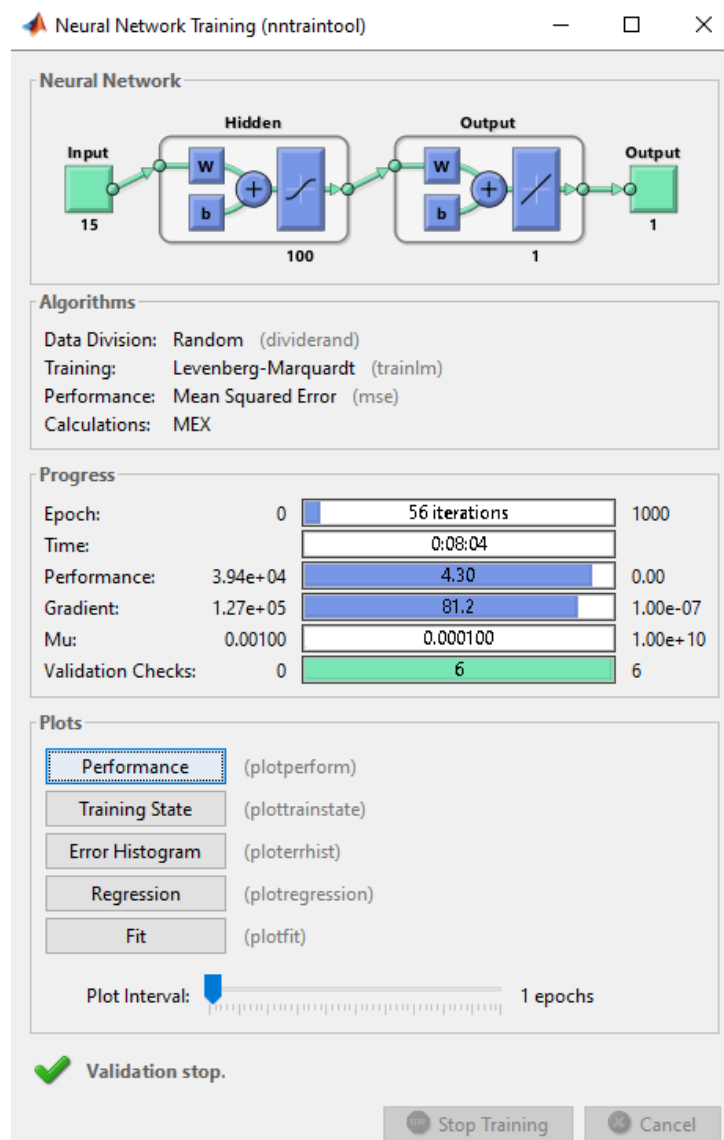 Neural Network Training (nntraintool)
Neural Network
Hidden
Output
Input
W
b
+
W
b
+
Output
15
100
1
1
Algorithms
Data Division: Random (dividerand)
Training: Levenberg-Marquardt (trainlm)
Performance: Mean Squared Error (mse)
Calculations: MEX
Progress
Epoch: 0 56 iterations 1000
Time: 0:08:04
Performance: 3.94e+04 4.30 0.00
Gradient: 1.27e+05 81.2 1.00e-07
Mu: 0.00100 0.000100 1.00e+10
Validation Checks: 0 6 6
Plots
Performance (plotperform)
Training State (plottrainstate)
Error Histogram (ploterrhist)
Regression (plotregression)
Fit (plotfit)
Plot Interval: 1 epochs
Validation stop.
Stop Training Cancel